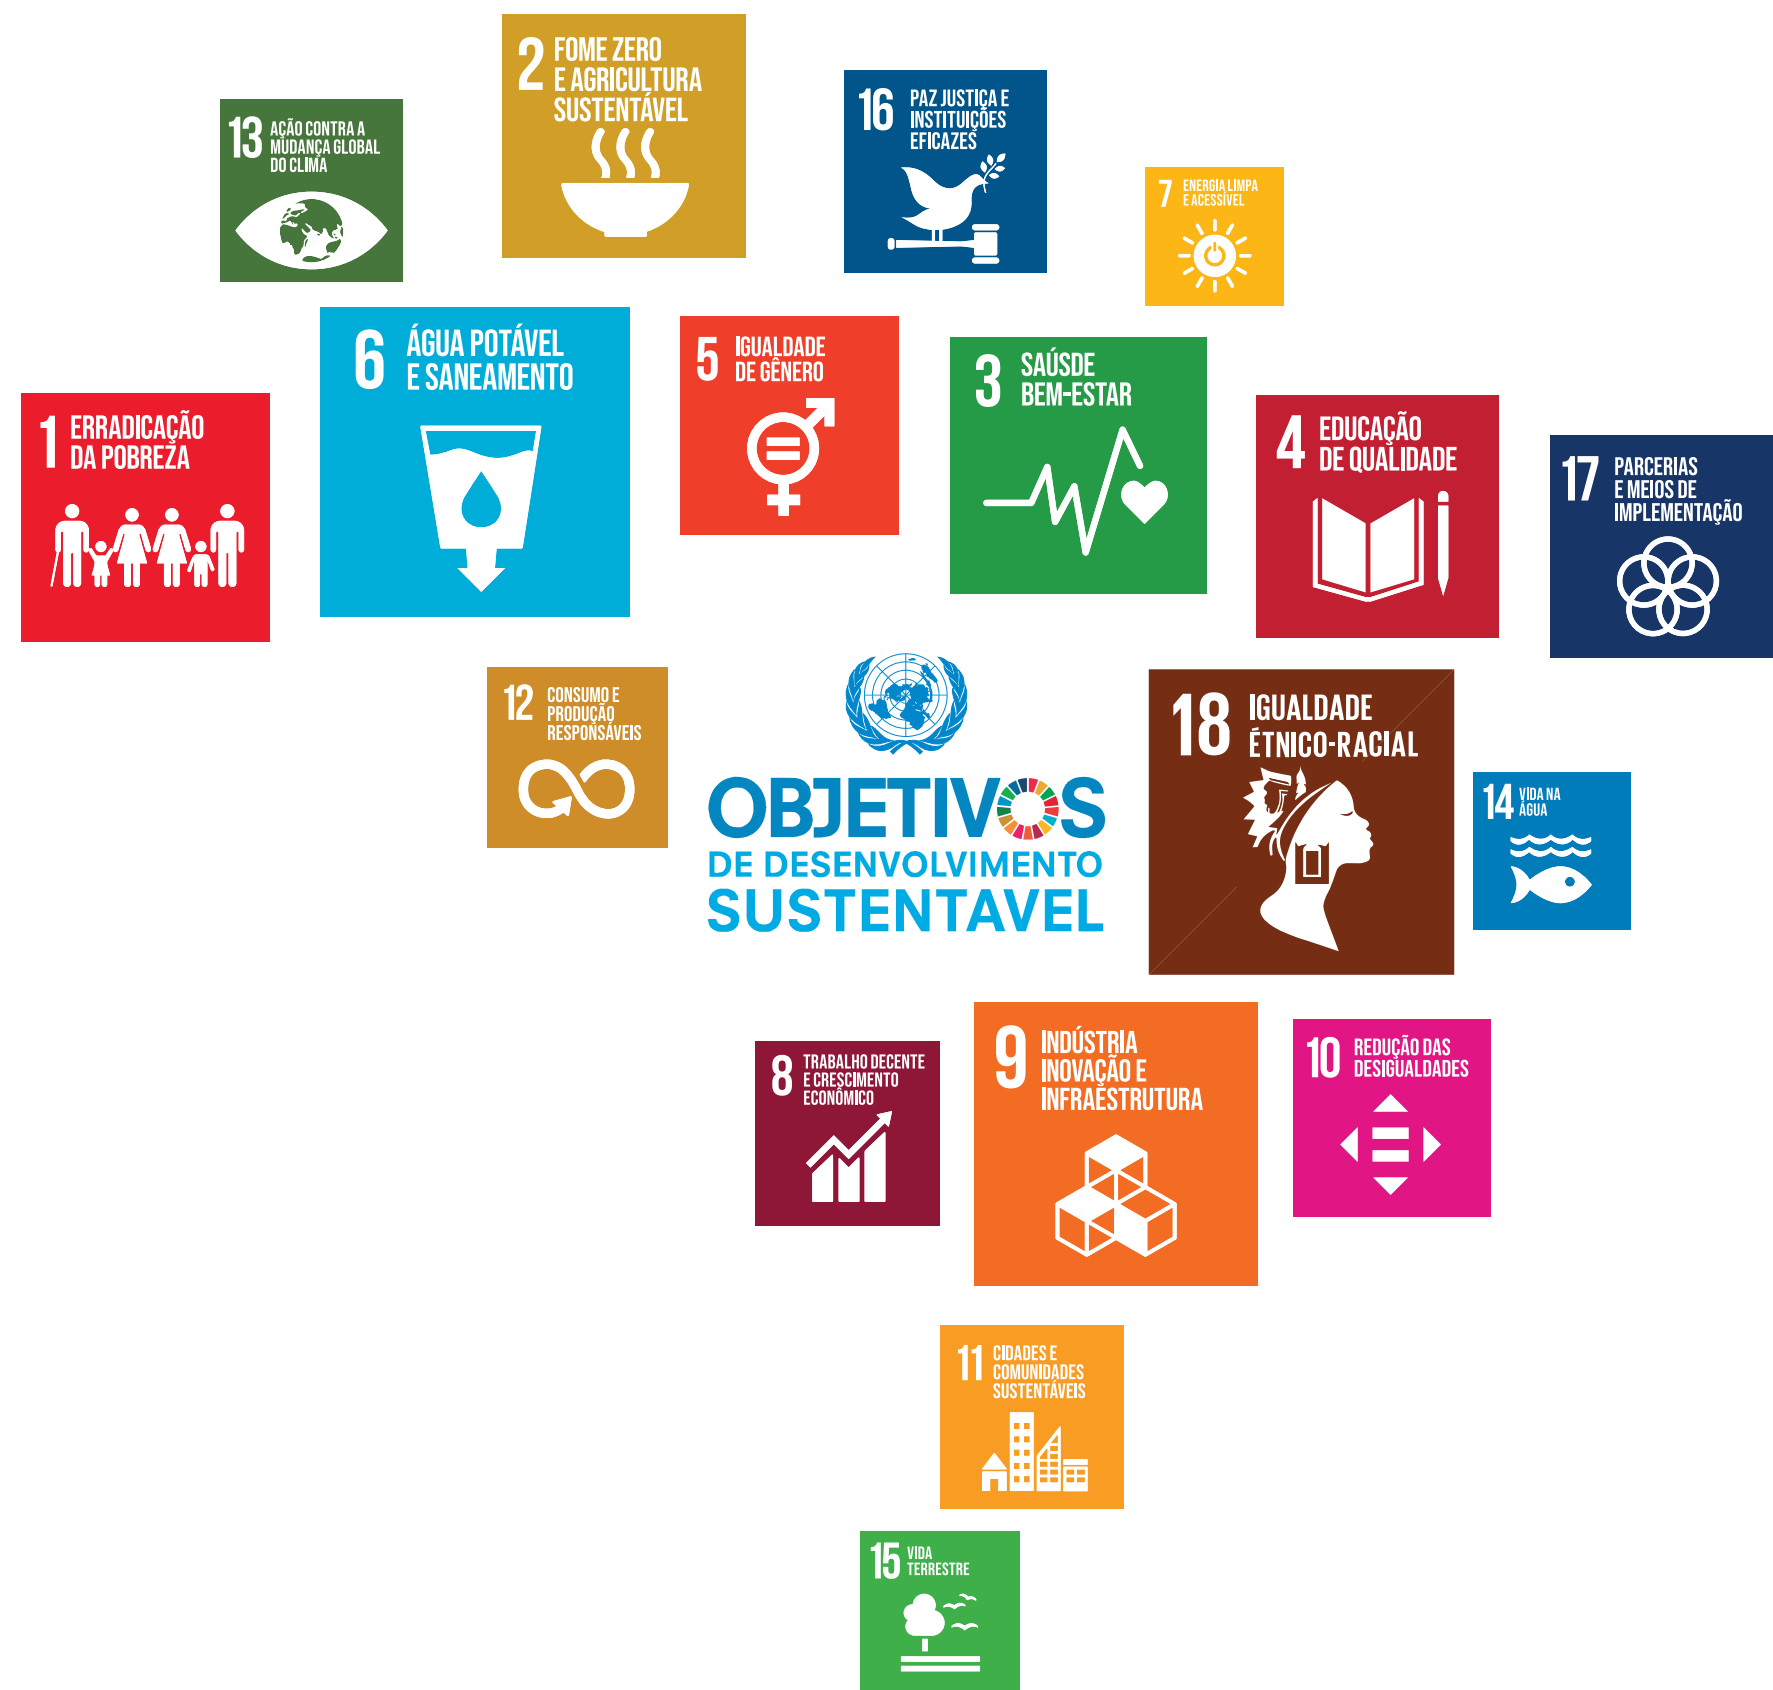 2 FOME ZERO
E AGRICULTURA
SUSTENTÁVEL
16 PAZ JUSTIÇA E
INSTITUIÇÕES
EFICAZES
13 AÇÃO CONTRA A
MUDANÇA GLOBAL
DO CLIMA
7 ENERGIA LIMPA
E ACESSÍVEL
6 ÁGUA POTÁVEL
E SANEAMENTO
5 IGUALDADE
DE GÊNERO
3 SAÚSDE
BEM-ESTAR
1 ERRADICAÇÃO
DA POBREZA
4 EDUCAÇÃO
DE QUALIDADE
17 PARCERIAS
E MEIOS DE
IMPLEMENTAÇÃO
12 CONSUMO E
PRODUÇÃO
RESPONSÁVEIS
OBJETIVOS
DE DESENVOLVIMENTO
SUSTENTAVEL
18 IGUALDADE
ÉTNICO-RACIAL
14 VIDA NA
ÁGUA
8 TRABALHO DECENTE
E CRESCIMENTO
ECONÔMICO
9 INDÚSTRIA
INOVAÇÃO E
INFRAESTRUTURA
10 REDUÇÃO DAS
DESIGUALDADES
11 CIDADES E
COMUNIDADES
SUSTENTÁVEIS
15 VIDA
TERRESTRE